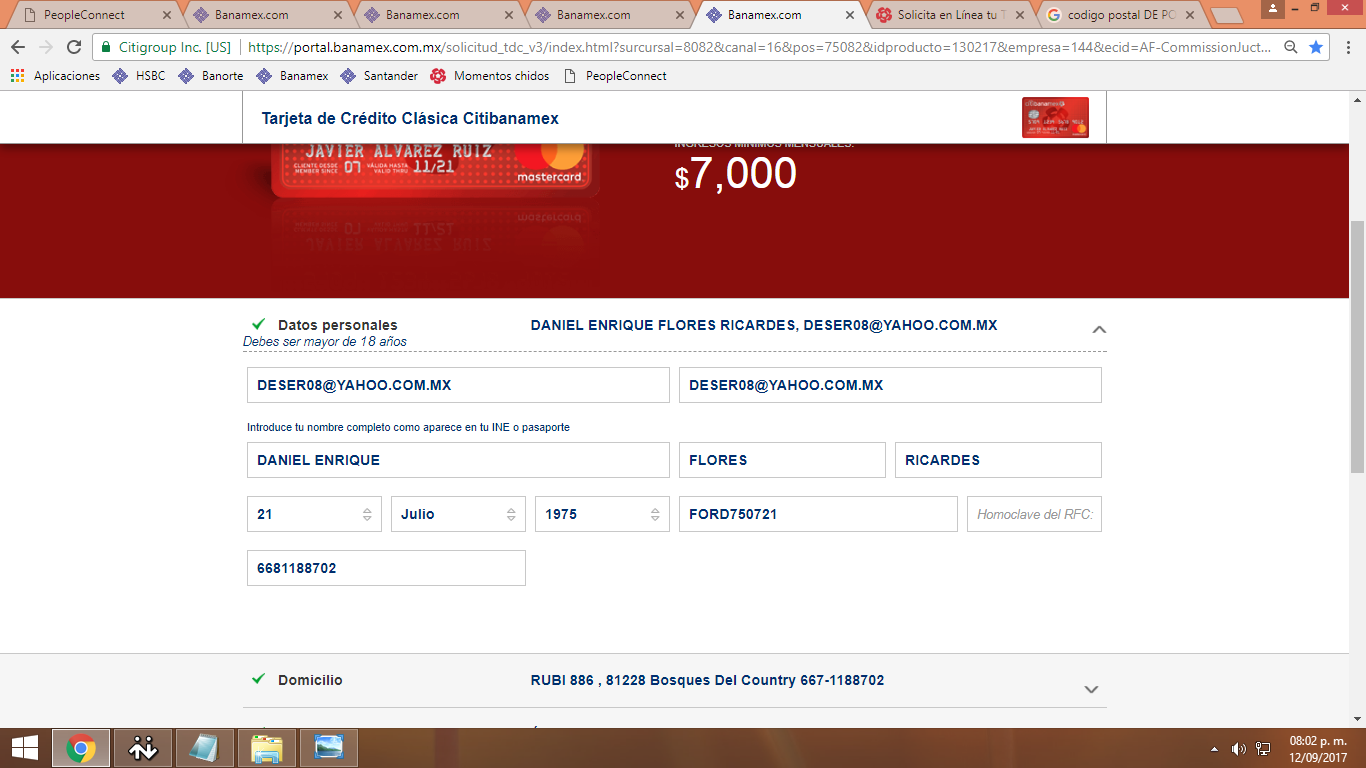 PeopleConnect
Banamex.com
Banamex.com
Banamex.com
Banamex.com
Solicita en Línea tu T
codigo postal DE PO
Citigroup Inc. [US] https://portal.banamex.com.mx/solicitud_tdc_v3/index.html?surcursal=8082&canal=16&pos=75082&idproducto=130217&empresa=144&ecid=AF-CommissionJuct...
Aplicaciones HSBC Banorte Banamex Santander Momentos chidos PeopleConnect
Tarjeta de Crédito Clásica Citibanamex
INGRESOS MÍNIMOS MENSUALES:
$7,000
JAVIER ALVAREZ RUIZ
CLIENTE DESDE MEMBER SINCE 07 VÁLIDA HASTA VALID THRU 11/21
mastercard
Datos personales DANIEL ENRIQUE FLORES RICARDES, DESER08@YAHOO.COM.MX
Debes ser mayor de 18 años
DESER08@YAHOO.COM.MX DESER08@YAHOO.COM.MX
Introduce tu nombre completo como aparece en tu INE o pasaporte
DANIEL ENRIQUE FLORES RICARDES
21 Julio 1975 FORD750721 Homoclave del RFC:
6681188702
Domicilio RUBI 886 , 81228 Bosques Del Country 667-1188702
08:02 p. m.
12/09/2017